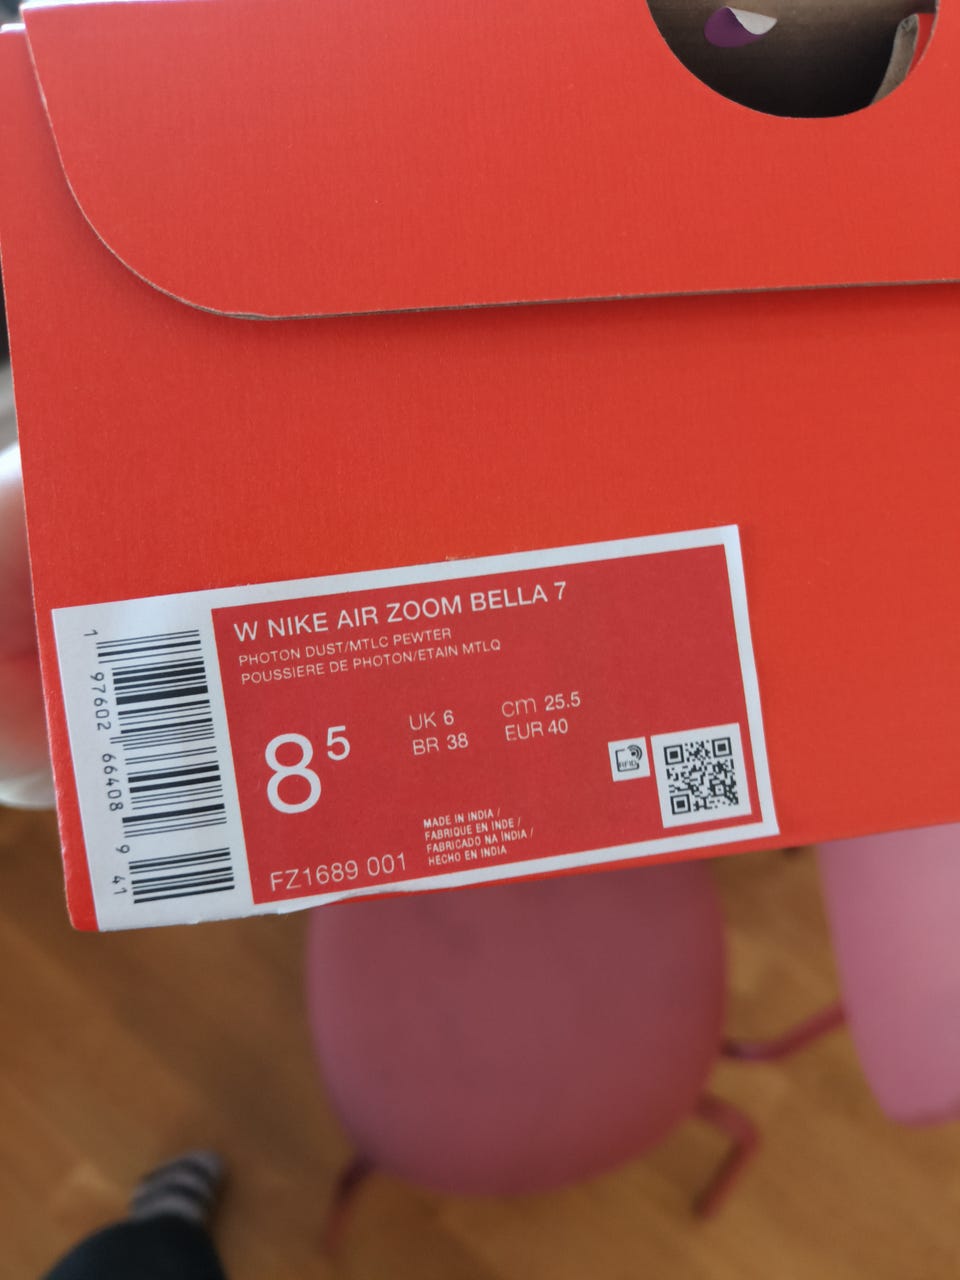 W NIKE AIR ZOOM BELLA 7
PHOTON DUST/MTLC PEWTER
POUSSIERE DE PHOTON/ETAIN MTLQ
8 5
UK 6 cm 25.5
BR 38 EUR 40
RFID
MADE IN INDIA /
FABRIQUE EN INDE /
FABRICADO NA INDIA /
HECHO EN INDIA
FZ1689 001
1 97602 66408 9 41